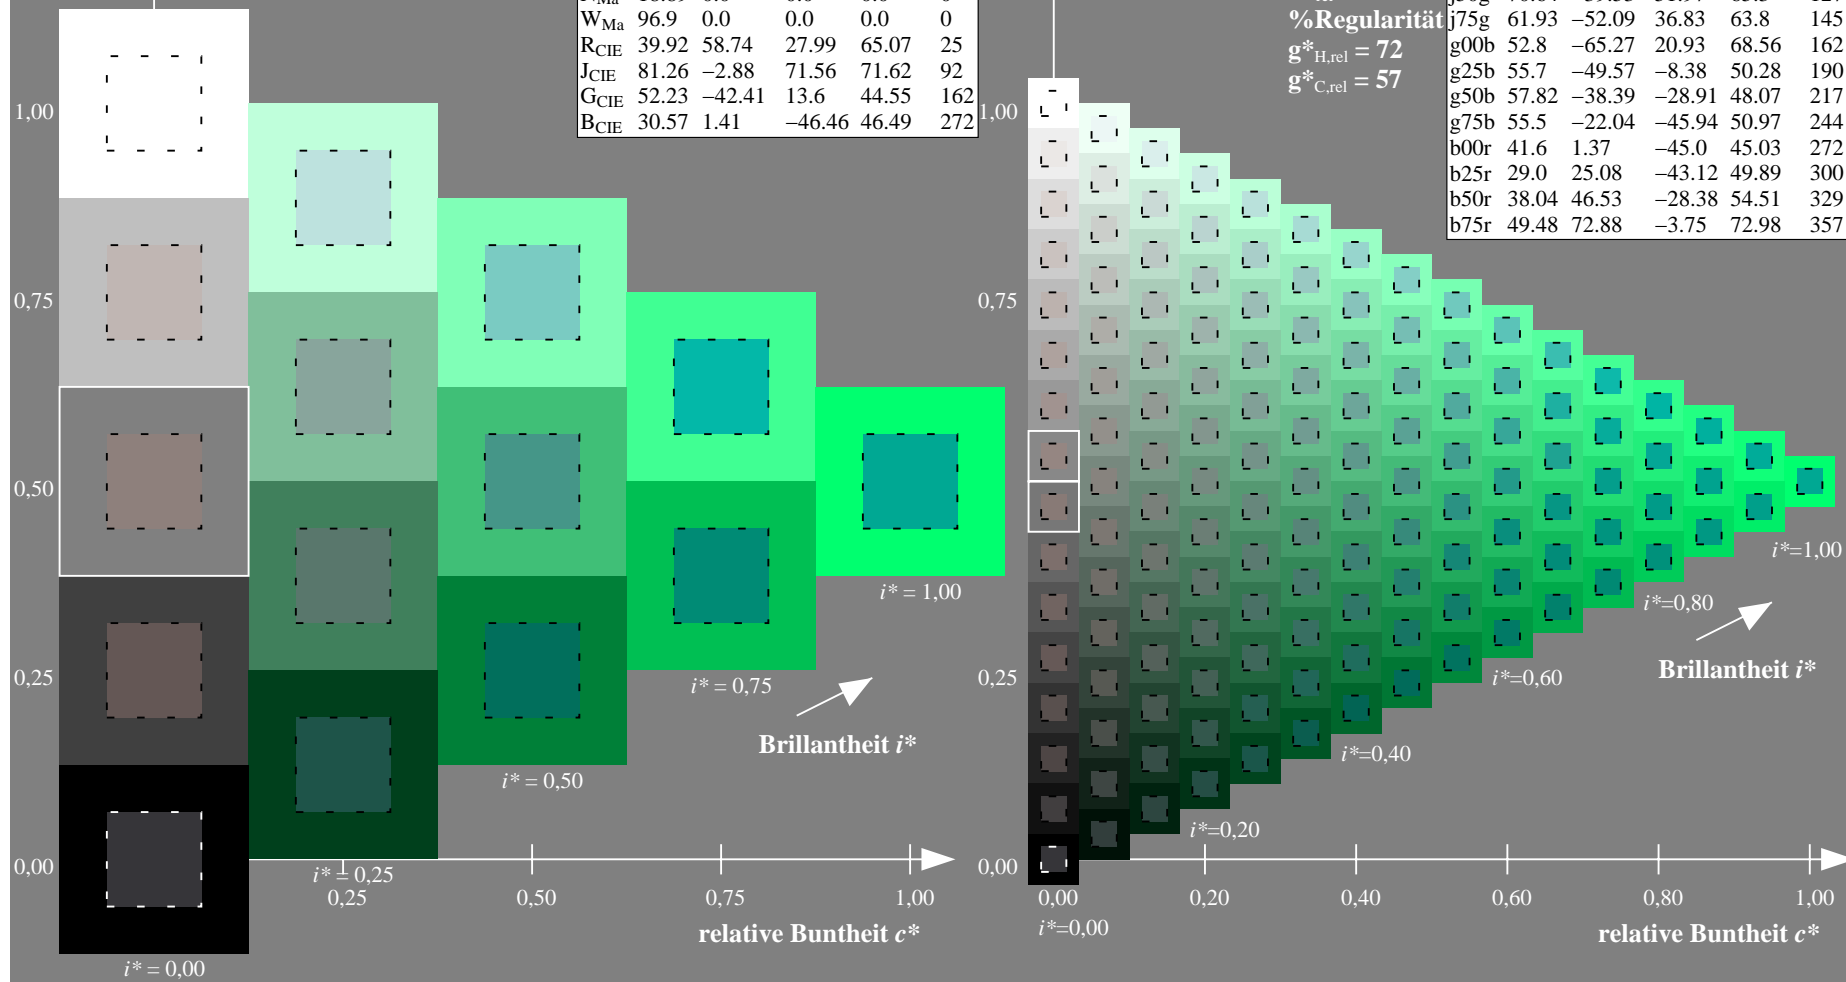 W_Ma 96.9 0.0 0.0 0.0 0
R_CIE 39.92 58.74 27.99 65.07 25
J_CIE 81.26 −2.88 71.56 71.62 92
G_CIE 52.23 −42.41 13.6 44.55 162
B_CIE 30.57 1.41 −46.46 46.49 272
1,00
0,75
0,50
0,25
0,00
i* = 1,00
i* = 0,75
Brillantheit i*
i* = 0,50
i* = 0,25
0,25 0,50 0,75 1,00
relative Buntheit c*
i* = 0,00
%Regularität
g*H,rel = 72
g*C,rel = 57
j75g 61.93 −52.09 36.83 63.8 145
g00b 52.8 −65.27 20.93 68.56 162
g25b 55.7 −49.57 −8.38 50.28 190
g50b 57.82 −38.39 −28.91 48.07 217
g75b 55.5 −22.04 −45.94 50.97 244
b00r 41.6 1.37 −45.0 45.03 272
b25r 29.0 25.08 −43.12 49.89 300
b50r 38.04 46.53 −28.38 54.51 329
b75r 49.48 72.88 −3.75 72.98 357
1,00
0,75
0,25
0,00
i*=1,00
i*=0,80
Brillantheit i*
i*=0,60
i*=0,40
i*=0,20
0,00 0,20 0,40 0,60 0,80 1,00
i*=0,00
relative Buntheit c*